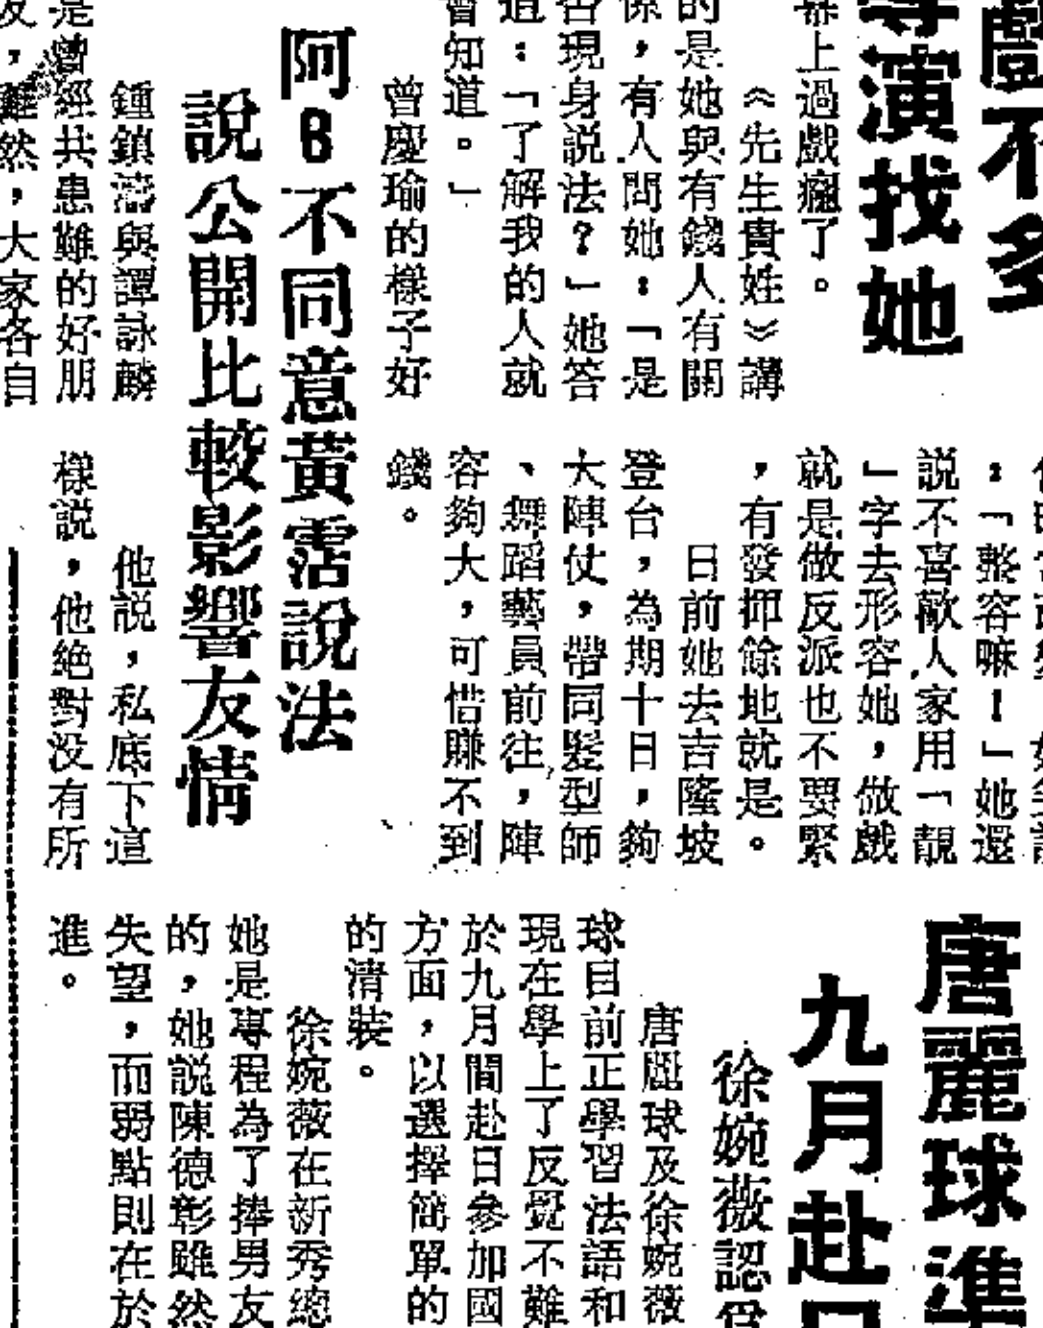 戲不多
導演找她
幕上過戲癮了。
《先生貴姓》講
的是她與有錢人有關
係，有人問她：「是
否現身説法？」她答
道：「了解我的人就
會知道。」
曾慶瑜的樣子好
：「整容嘛！」她還
説不喜歡人家用「靚
」字去形容她，做戲
就是做反派也不要緊
，有發揮餘地就是。
日前她去吉隆坡
登台，為期十日，夠
大陣仗，帶同髮型師
、舞蹈藝員前往，陣
容夠大，可惜賺不到
錢。
阿B不同意黃霑說法
說公開比較影響友情
鍾鎮濤與譚詠麟
是曾經共患難的好朋
友，雖然，大家各自
他説，私底下這
樣説，他絶對没有所
唐麗球準
九月赴日
徐婉薇認為
唐麗球及徐婉薇
球目前正學習法語和
現在學上了反覺不難
於九月間赴日參加國
方面，以選擇簡單的
的清裝。
徐婉薇在新秀總
她是專程為了捧男友
的，她説陳德彰雖然
失望，而弱點則在於
進。